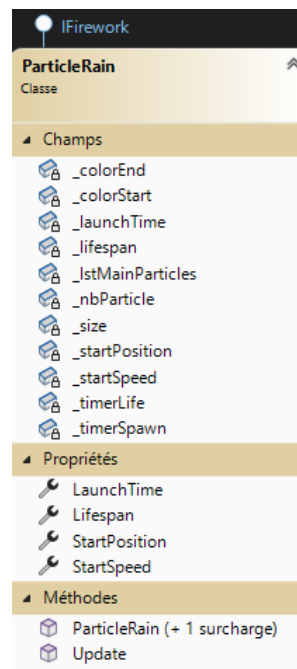 IFirework
ParticleRain
Classe
Champs
_colorEnd
_colorStart
_launchTime
_lifespan
_lstMainParticles
_nbParticle
_size
_startPosition
_startSpeed
_timerLife
_timerSpawn
Propriétés
LaunchTime
Lifespan
StartPosition
StartSpeed
Méthodes
ParticleRain (+ 1 surcharge)
Update